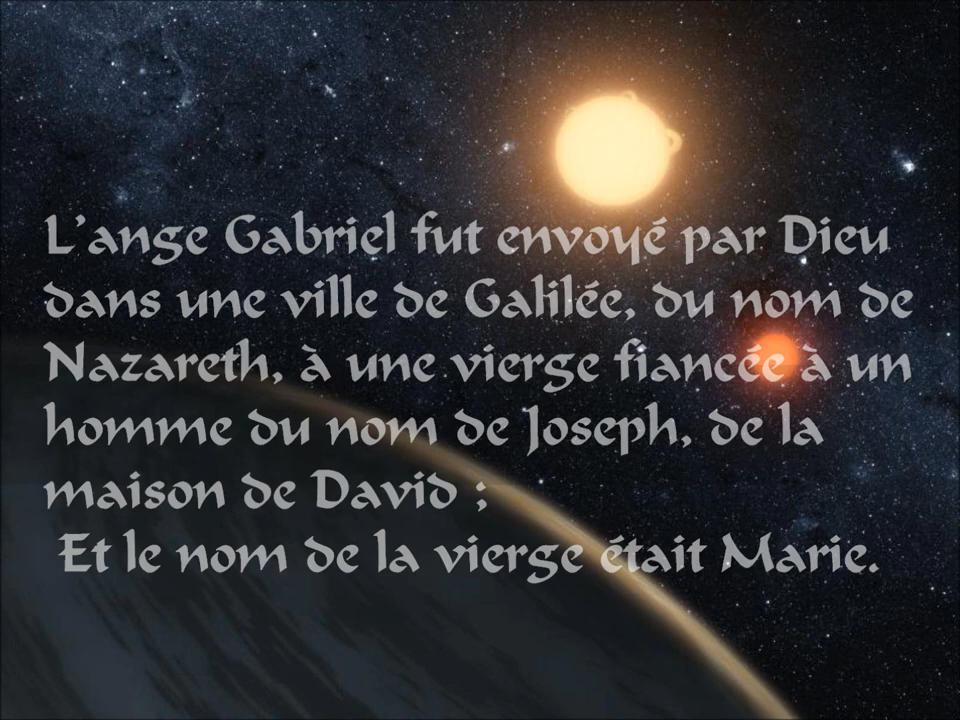 L'ange Gabriel fut envoyé par Dieu
dans une ville de Galilée, du nom de
Nazareth, à une vierge fiancée à un
homme du nom de Joseph, de la
maison de David ;
Et le nom de la vierge était Marie.